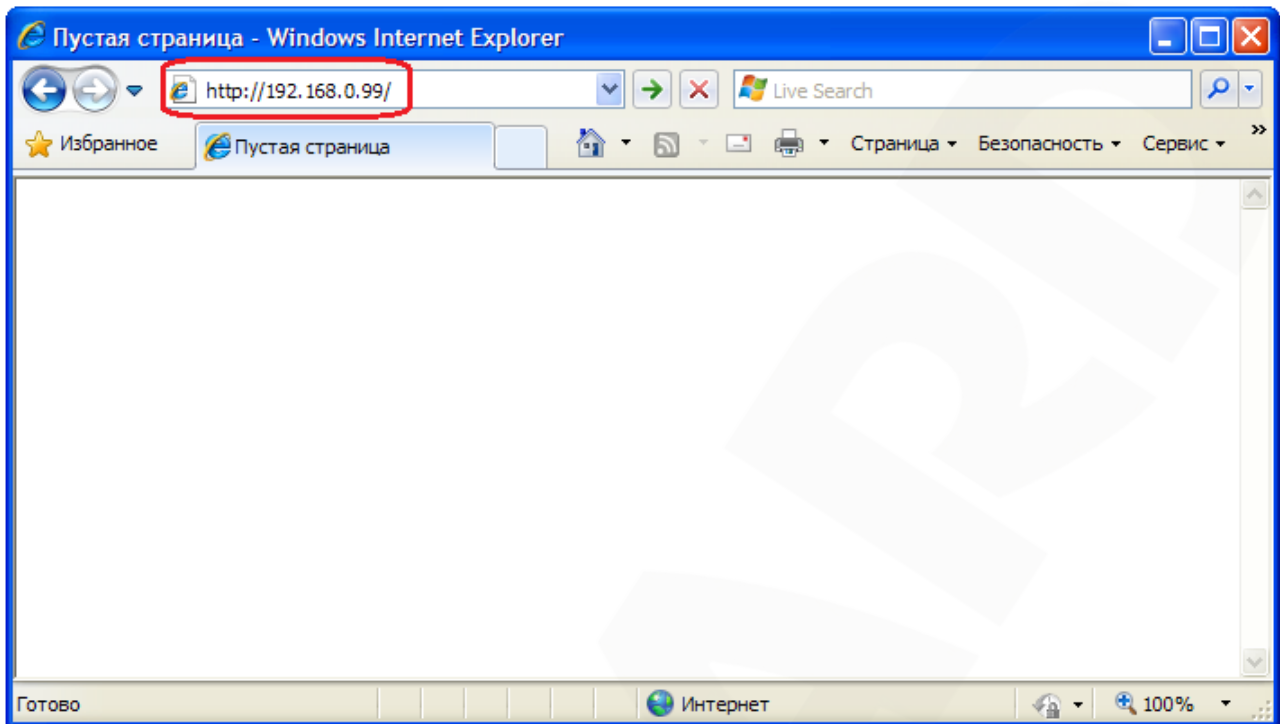 Пустая страница - Windows Internet Explorer
http://192.168.0.99/
Live Search
Избранное
Пустая страница
Страница
Безопасность
Сервис
Готово
Интернет
100%